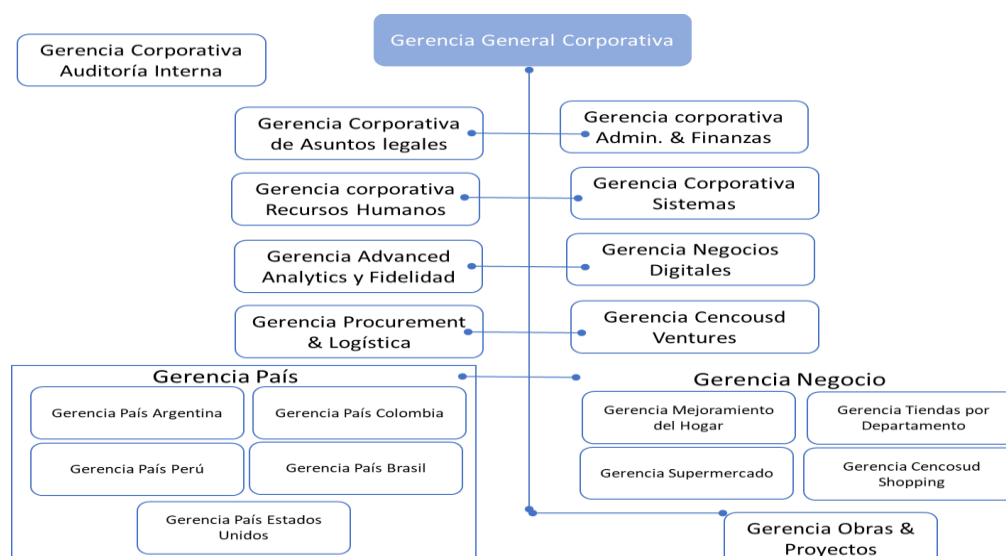 Gerencia General Corporativa
Gerencia Corporativa
Auditoría Interna
Gerencia Corporativa
de Asuntos legales
Gerencia corporativa
Admin. & Finanzas
Gerencia corporativa
Recursos Humanos
Gerencia Corporativa
Sistemas
Gerencia Advanced
Analytics y Fidelidad
Gerencia Negocios
Digitales
Gerencia Procurement
& Logística
Gerencia Cencousd
Ventures
Gerencia País
Gerencia País Argentina
Gerencia País Colombia
Gerencia País Perú
Gerencia País Brasil
Gerencia País Estados
Unidos
Gerencia Negocio
Gerencia Mejoramiento
del Hogar
Gerencia Tiendas por
Departamento
Gerencia Supermercado
Gerencia Cencosud
Shopping
Gerencia Obras &
Proyectos